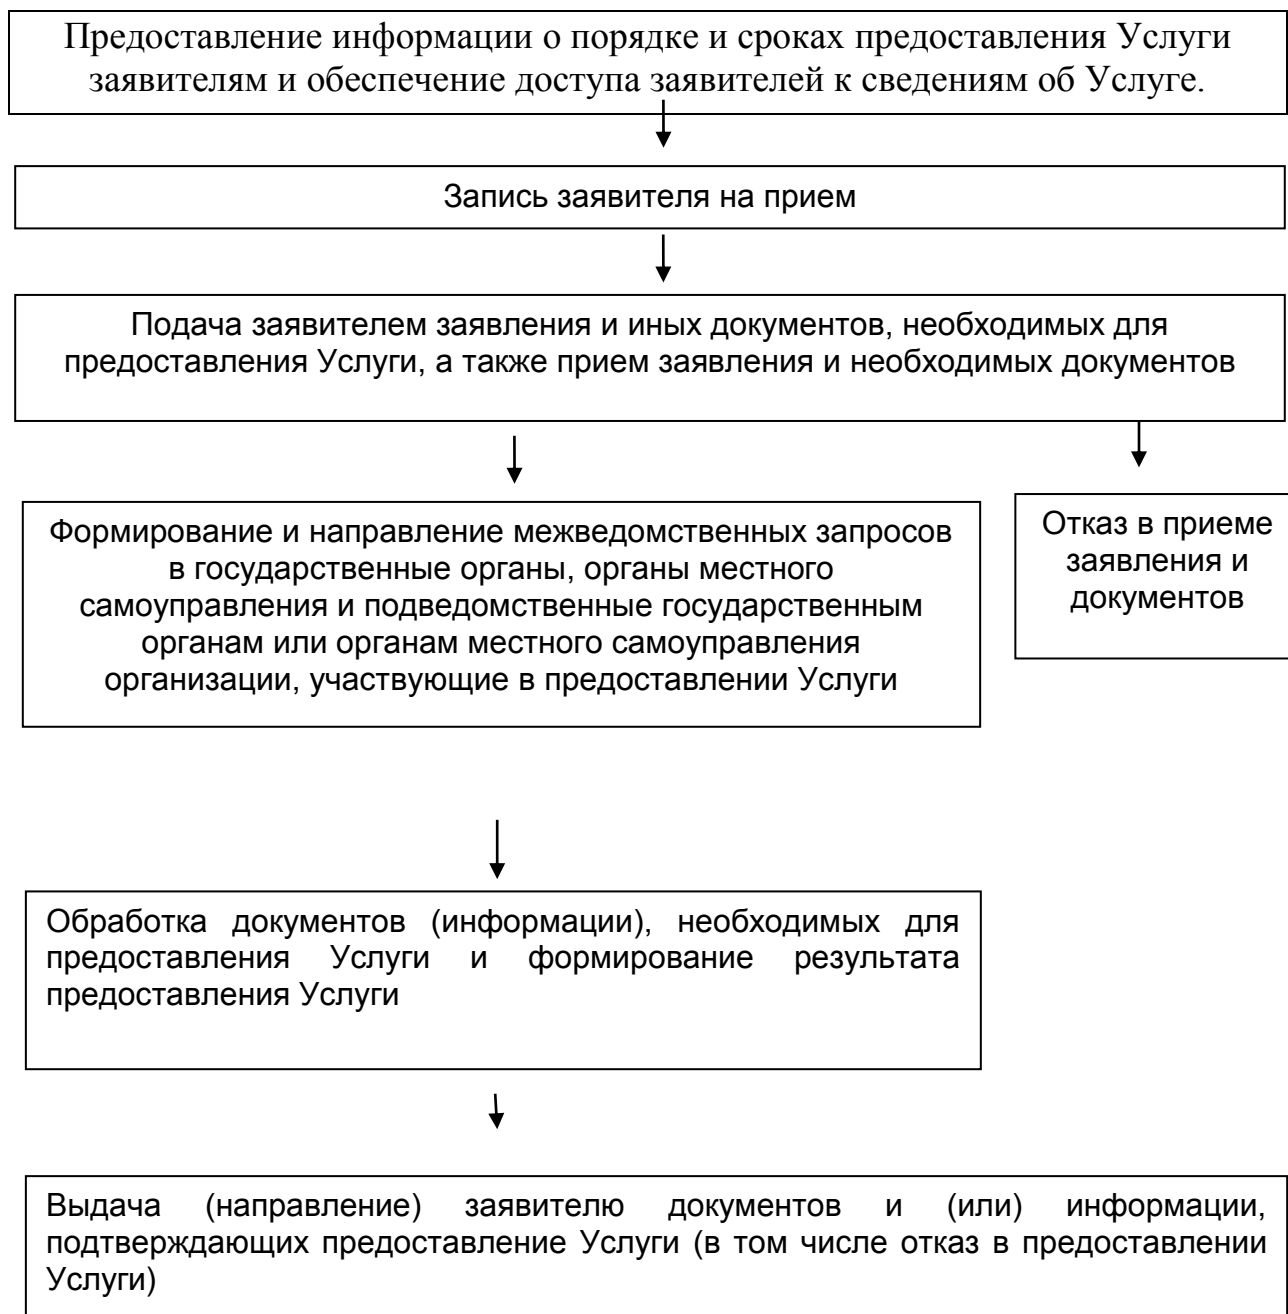 Предоставление информации о порядке и сроках предоставления Услуги
заявителям и обеспечение доступа заявителей к сведениям об Услуге.
Запись заявителя на прием
Подача заявителем заявления и иных документов, необходимых для
предоставления Услуги, а также прием заявления и необходимых документов
Формирование и направление межведомственных запросов
в государственные органы, органы местного
самоуправления и подведомственные государственным
органам или органам местного самоуправления
организации, участвующие в предоставлении Услуги
Отказ в приеме
заявления и
документов
Обработка документов (информации), необходимых для
предоставления Услуги и формирование результата
предоставления Услуги
Выдача (направление) заявителю документов и (или) информации,
подтверждающих предоставление Услуги (в том числе отказ в предоставлении
Услуги)